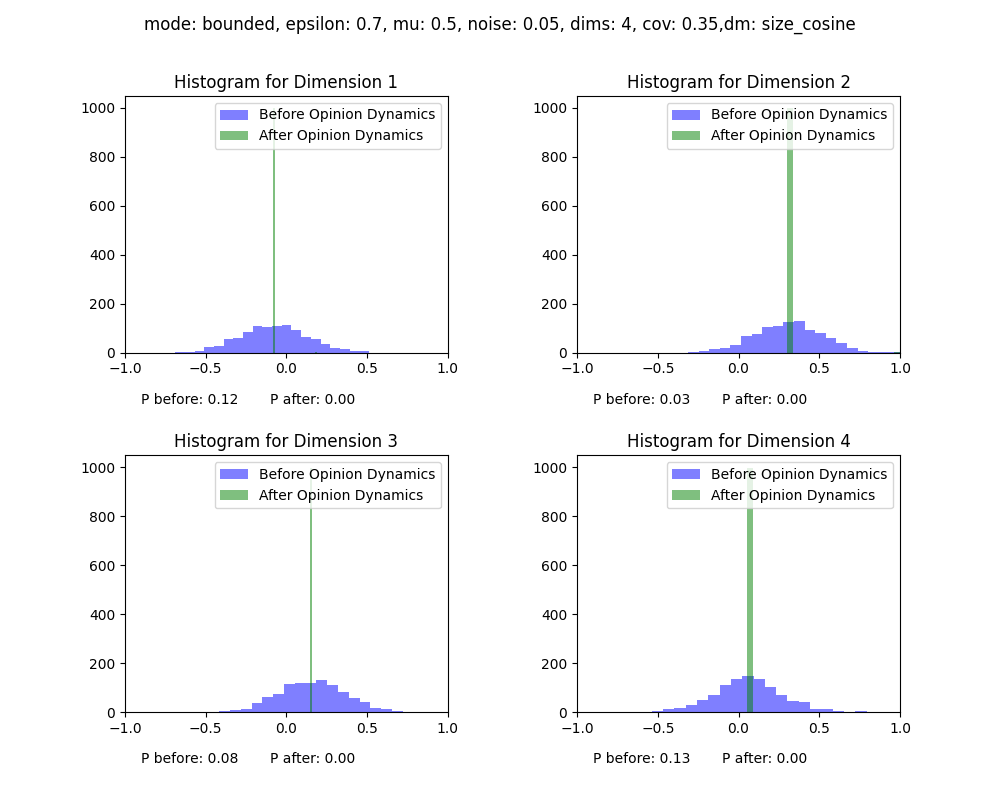 mode: bounded, epsilon: 0.7, mu: 0.5, noise: 0.05, dims: 4, cov: 0.35,dm: size_cosine
Histogram for Dimension 1
Before Opinion Dynamics
After Opinion Dynamics
1000
800
600
400
200
0
−1.0 −0.5 0.0 0.5 1.0
P before: 0.12 P after: 0.00
Histogram for Dimension 2
Before Opinion Dynamics
After Opinion Dynamics
1000
800
600
400
200
0
−1.0 −0.5 0.0 0.5 1.0
P before: 0.03 P after: 0.00
Histogram for Dimension 3
Before Opinion Dynamics
After Opinion Dynamics
1000
800
600
400
200
0
−1.0 −0.5 0.0 0.5 1.0
P before: 0.08 P after: 0.00
Histogram for Dimension 4
Before Opinion Dynamics
After Opinion Dynamics
1000
800
600
400
200
0
−1.0 −0.5 0.0 0.5 1.0
P before: 0.13 P after: 0.00